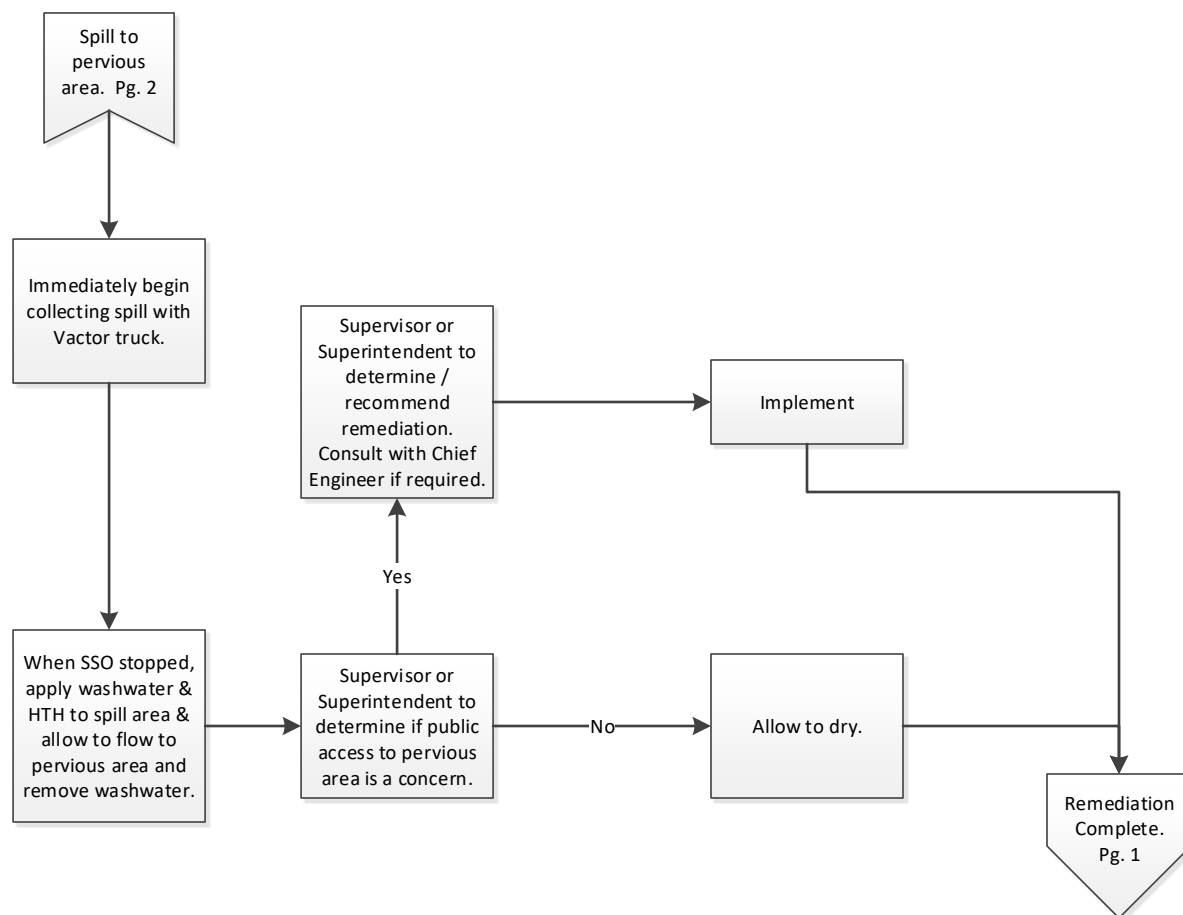 Spill to
pervious
area.  Pg. 2
Immediately begin
collecting spill with
Vactor truck.
Supervisor or
Superintendent to
determine /
recommend
remediation.
Consult with Chief
Engineer if required.
Implement
Yes
When SSO stopped,
apply washwater &
HTH to spill area &
allow to flow to
pervious area and
remove washwater.
Supervisor or
Superintendent to
determine if public
access to pervious
area is a concern.
No
Allow to dry.
Remediation
Complete.
Pg. 1